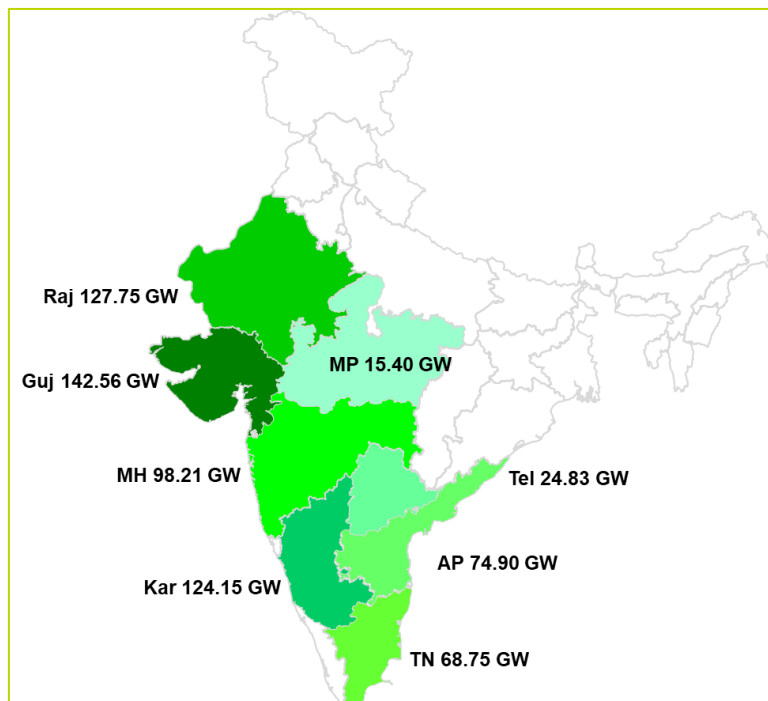 Raj 127.75 GW
MP 15.40 GW
Guj 142.56 GW
MH 98.21 GW
Tel 24.83 GW
AP 74.90 GW
Kar 124.15 GW
TN 68.75 GW